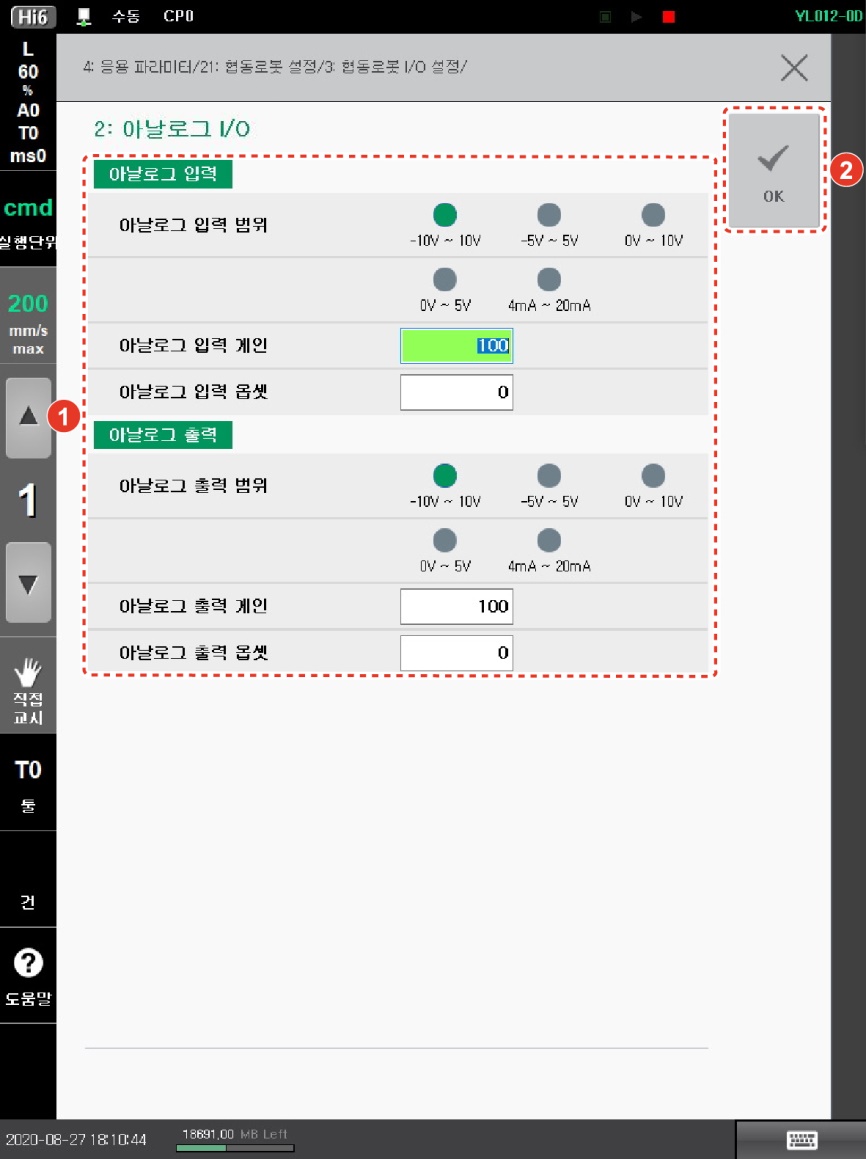 Hi6 수동 CP0 YL012-0D
L
60
%
A0
T0
ms0
cmd
실행단위
200
mm/s
max
1
직접
교시
T0
툴
건
?
도움말
4: 응용 파라미터/21: 협동로봇 설정/3: 협동로봇 I/O 설정/
2: 아날로그 I/O
아날로그 입력
아날로그 입력 범위
-10V ~ 10V -5V ~ 5V 0V ~ 10V
0V ~ 5V 4mA ~ 20mA
아날로그 입력 게인 100
아날로그 입력 옵셋 0
1
아날로그 출력
아날로그 출력 범위
-10V ~ 10V -5V ~ 5V 0V ~ 10V
0V ~ 5V 4mA ~ 20mA
아날로그 출력 게인 100
아날로그 출력 옵셋 0
OK
2
2020-08-27 18:10:44 18691,00 MB Left